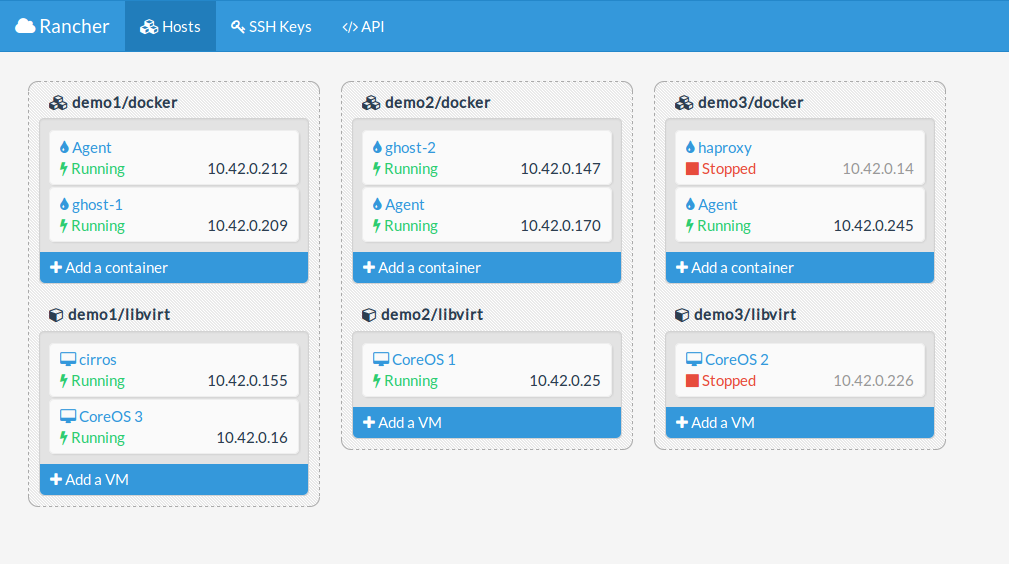 Rancher Hosts SSH Keys </> API
demo1/docker
Agent
Running 10.42.0.212
ghost-1
Running 10.42.0.209
Add a container
demo1/libvirt
cirros
Running 10.42.0.155
CoreOS 3
Running 10.42.0.16
Add a VM
demo2/docker
ghost-2
Running 10.42.0.147
Agent
Running 10.42.0.170
Add a container
demo2/libvirt
CoreOS 1
Running 10.42.0.25
Add a VM
demo3/docker
haproxy
Stopped 10.42.0.14
Agent
Running 10.42.0.245
Add a container
demo3/libvirt
CoreOS 2
Stopped 10.42.0.226
Add a VM